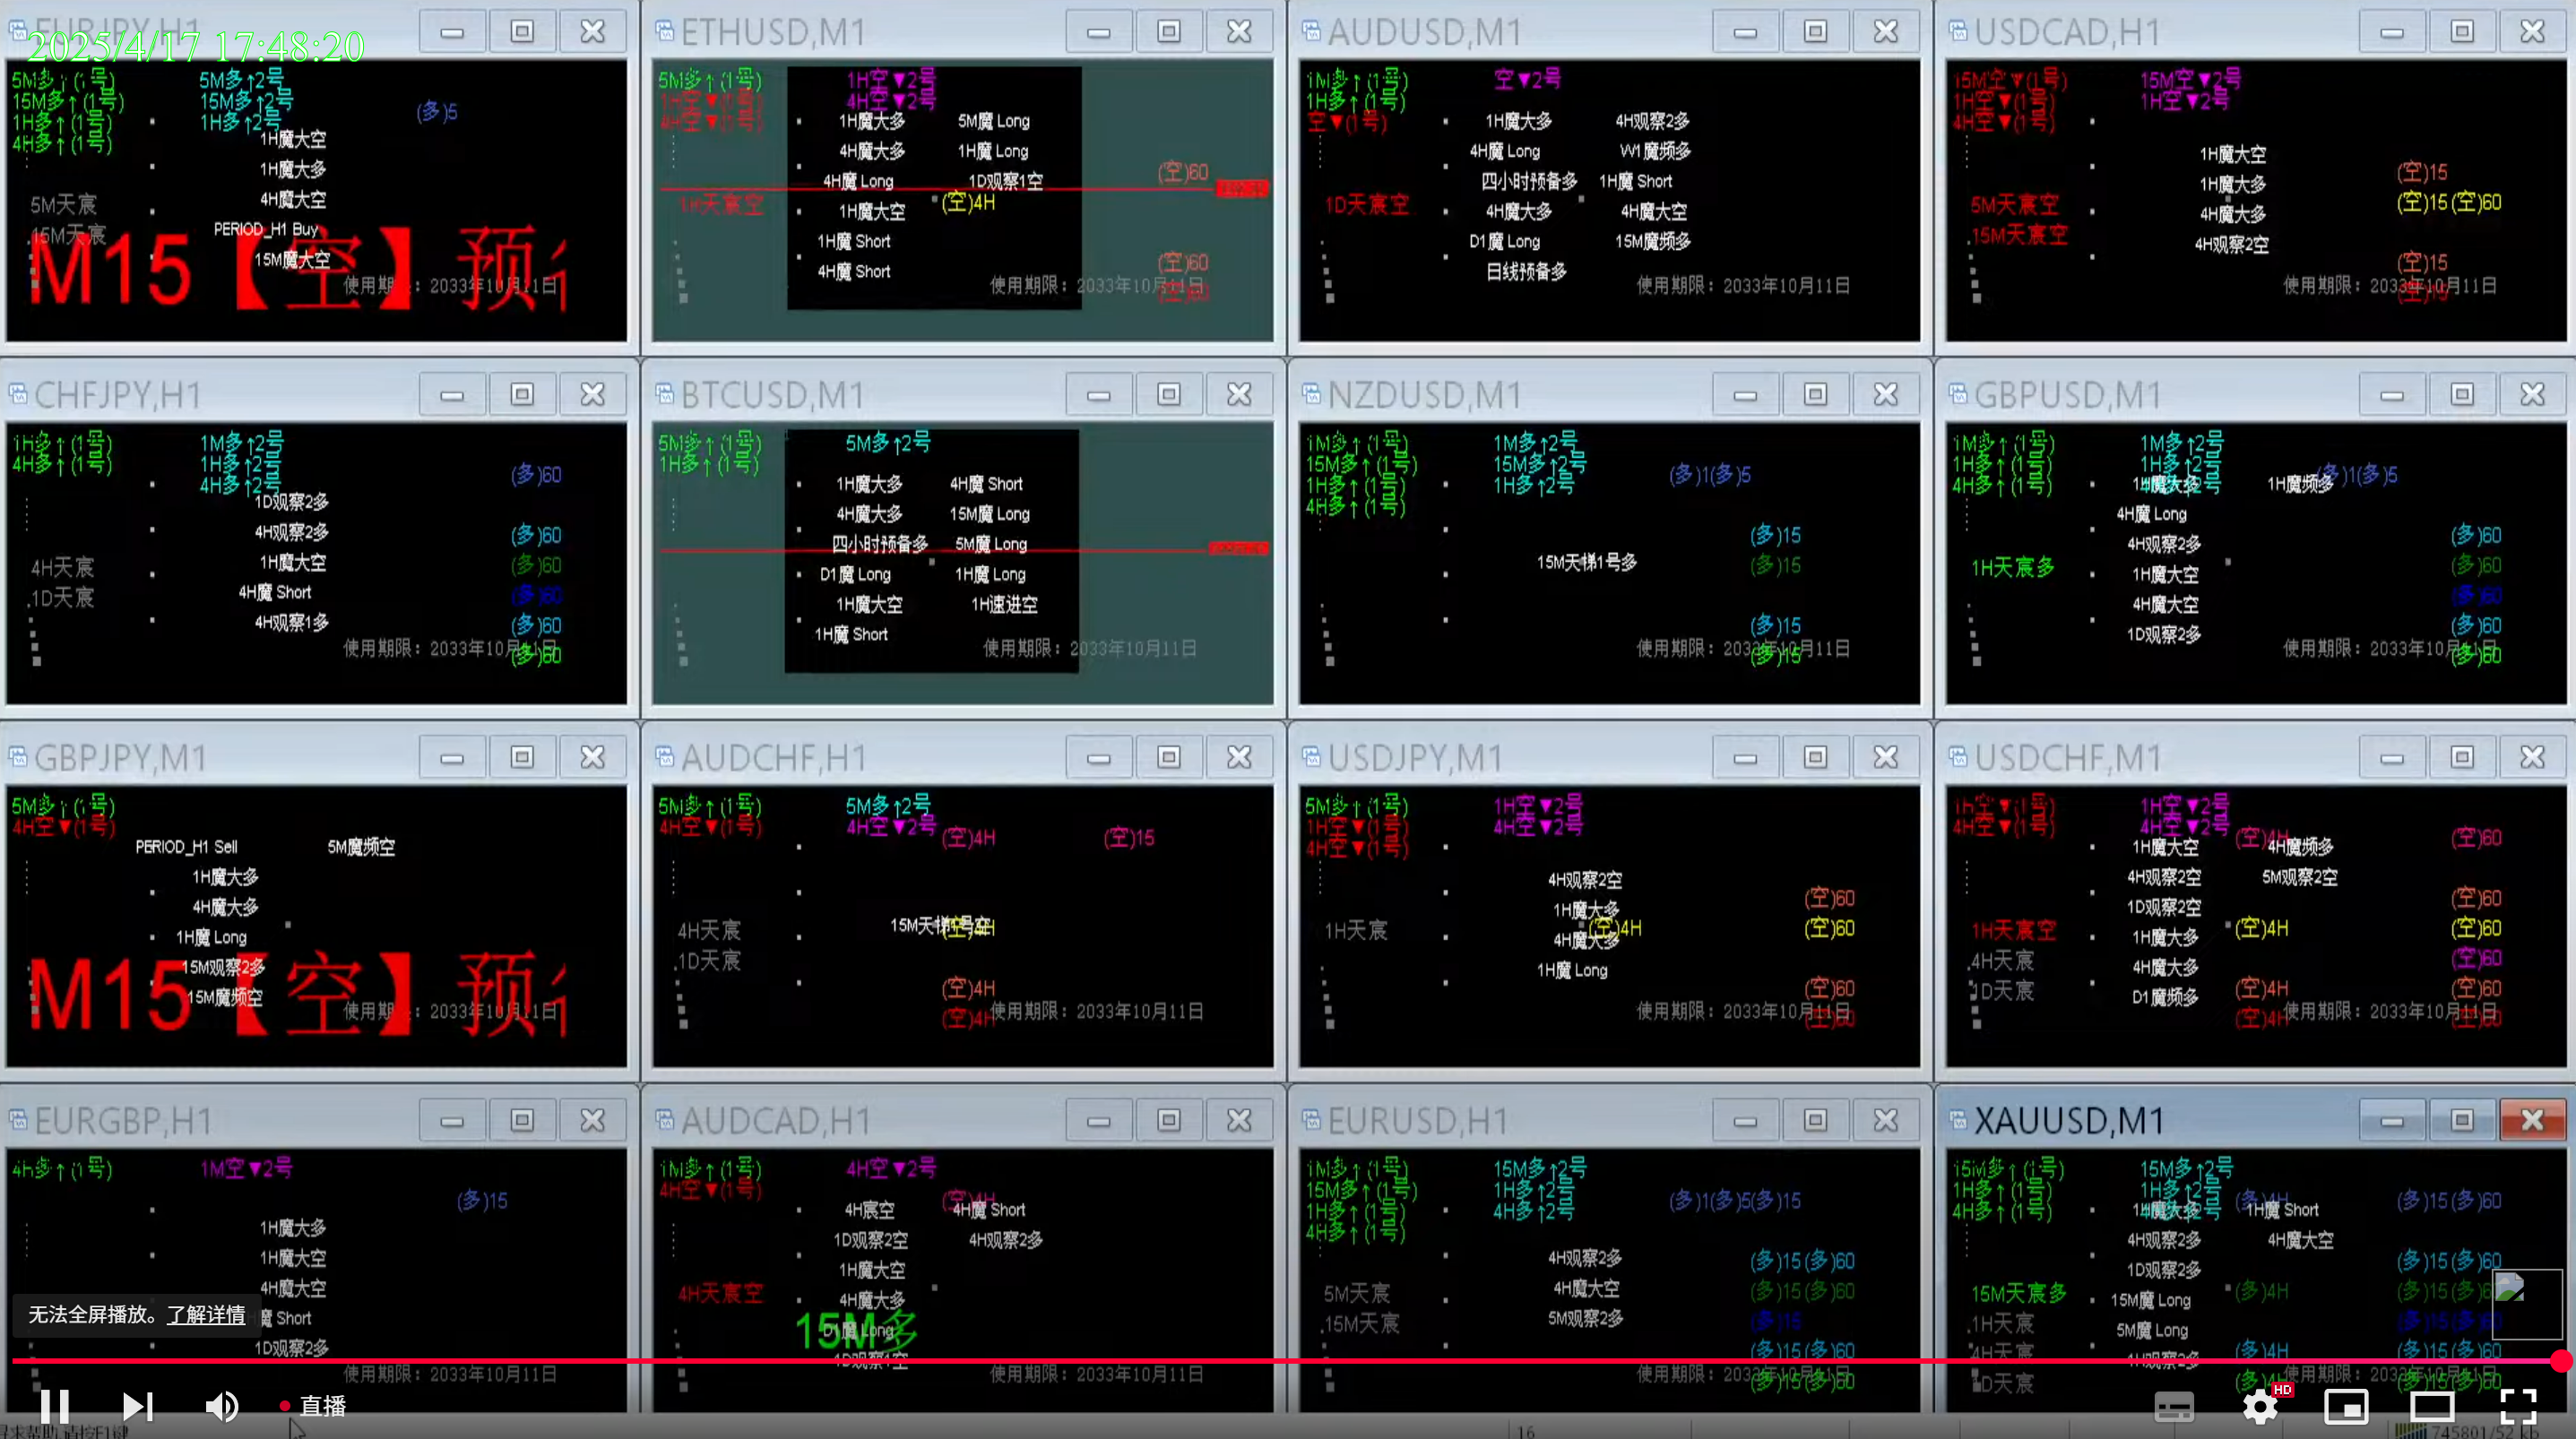 EURJPY,H1
2025/4/17 17:48:20
5M多↑(1号) 5M多↑2号
15M多↑(1号) 15M多↑2号 (多)5
1H多↑(1号) 1H多↑2号
4H多↑(1号) 1H魔大空
1H魔大多
4H魔大空
5M天宸
.15M天宸 PERIOD_H1 Buy
15M魔大空
M15【空】预
使用期 : 2033年10月11日
ETHUSD,M1
5M多↑(1号) 1H空▼2号
1H空▼(1号) 4H空▼2号
4H空▼(1号) 1H魔大多 5M魔 Long
4H魔大多 1H魔 Long
(空)60
4H魔 Long 1D观察1空
1H天宸空 1H魔大空 (空)4H
1H魔 Short
(空)60
4H魔 Short
使用期限: 2033年10月11日
(空)60
AUDUSD,M1
1M多↑(1号) 空▼2号
1H多↑(1号)
空▼(1号) 1H魔大多 4H观察2多
4H魔 Long W1魔频多
四小时预备多 1H魔 Short
1D天宸空 4H魔大多 4H魔大空
D1魔 Long 15M魔频多
日线预备多
使用期限: 2033年10月11日
USDCAD,H1
15M空▼(1号) 15M空▼2号
1H空▼(1号) 1H空▼2号
4H空▼(1号)
1H魔大空
(空)15
1H魔大多
5M天宸空 4H魔大多 (空)15(空)60
.15M天宸空 4H观察2空
(空)15
使用期限: 2033年10月11日
(空)15
CHFJPY,H1
1H多↑(1号) 1M多↑2号
4H多↑(1号) 1H多↑2号 (多)60
4H多↑2号
1D观察2多
4H观察2多 (多)60
4H天宸 1H魔大空 (多)60
.1D天宸 4H魔 Short (多)60
4H观察1多 (多)60
使用期限: 2033年10月11日
(多)60
BTCUSD,M1
5M多↑(1号) 5M多↑2号
1H多↑(1号)
1H魔大多 4H魔 Short
4H魔大多 15M魔 Long
四小时预备多 5M魔 Long
D1魔 Long 1H魔 Long
1H魔大空 1H速进空
1H魔 Short
使用期限: 2033年10月11日
NZDUSD,M1
1M多↑(1号) 1M多↑2号
15M多↑(1号) 15M多↑2号 (多)1(多)5
1H多↑(1号) 1H多↑2号
4H多↑(1号)
(多)15
15M天梯1号多 (多)15
(多)15
使用期限: 2033年10月11日
(多)15
GBPUSD,M1
1M多↑(1号) 1M多↑2号
1H多↑(1号) 1H多↑2号 (多)1(多)5
4H多↑(1号) 1H魔大多 1H魔频多
4H魔 Long
4H观察2多 (多)60
1H天宸多 1H魔大空 (多)60
4H魔大空 (多)60
1D观察2多 (多)60
使用期限: 2033年10月11日
(多)60
GBPJPY,M1
5M多↑(1号)
4H空▼(1号)
PERIOD_H1 Sell 5M魔频空
1H魔大多
4H魔大多
1H魔 Long
15M观察2多
15M魔频空
M15【空】预
使用期 : 2033年10月11日
AUDCHF,H1
5M多↑(1号) 5M多↑2号
4H空▼(1号) 4H空▼2号
(空)4H (空)15
4H天宸 15M天梯 号空 (空)4H
.1D天宸
(空)4H
(空)4H 使用期限: 2033年10月11日
USDJPY,M1
5M多↑(1号) 1H空▼2号
1H空▼(1号) 4H空▼2号
4H空▼(1号)
4H观察2空
1H魔大多 (空)60
1H天宸 4H魔大多 (空)4H (空)60
1H魔 Long
(空)60
使用期限: 2033年10月11日
(空)60
USDCHF,M1
1H空▼(1号) 1H空▼2号
4H空▼(1号) 4H空▼2号
(空)4H (空)60
1H魔大空 4H魔频多
4H观察2空 5M观察2空
1D观察2空 (空)60
1H天宸空 1H魔大多 (空)4H (空)60
.4H天宸 4H魔大多 (空)60
1D天宸 D1魔频多 (空)4H (空)60
(空)4H 使用期限: 2033年10月11日
(空)60
EURGBP,H1
4H多↑(1号) 1M空▼2号
(多)15
1H魔大多
1H魔大空
4H魔大空
魔 Short
1D观察2多
使用期限: 2033年10月11日
AUDCAD,H1
1M多↑(1号) 4H空▼2号
4H空▼(1号)
(空)4H
4H宸空 4H魔 Short
1D观察2空 4H观察2多
1H魔大空
4H天宸空 4H魔大多
15M多
D1魔 Long
1D观察1空
使用期限: 2033年10月11日
EURUSD,H1
1M多↑(1号) 15M多↑2号
15M多↑(1号) 1H多↑2号 (多)1(多)5(多)15
1H多↑(1号) 4H多↑2号
4H多↑(1号)
4H观察2多 (多)15(多)60
5M天宸 4H魔大空 (多)15(多)60
.15M天宸 5M观察2多 (多)15
(多)15(多)60
使用期限: 2033年10月11日
(多)15(多)60
XAUUSD,M1
15M多↑(1号) 15M多↑2号
1H多↑(1号) 1H多↑2号 (多)4H (多)15(多)60
4H多↑(1号) 1H魔大多 1H魔 Short
4H观察2多 4H魔大空
1D观察2多 (多)15(多)60
15M天宸多 15M魔 Long (多)4H (多)15(多)6
.1H天宸 5M魔 Long (多)15(多)
4H天宸 1H观察2多 (多)4H (多)15(多)60
1D天宸 (多)4H 使用期限: 2033年10月11日
(多)15(多)60
无法全屏播放。了解详情
直播
HD
16
745801/52 kb